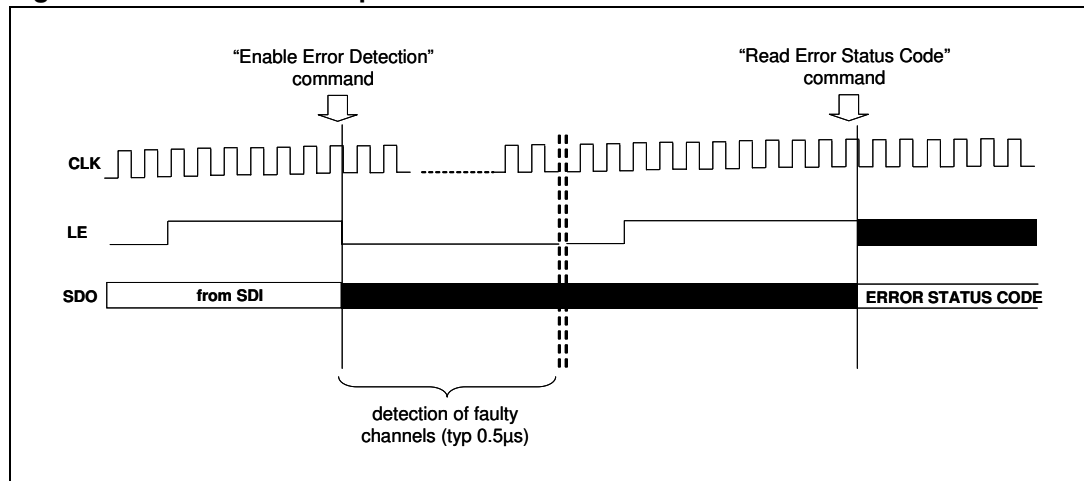 “Enable Error Detection”
command
“Read Error Status Code”
command
CLK
LE
SDO
from SDI
ERROR STATUS CODE
detection of faulty
channels (typ 0.5µs)